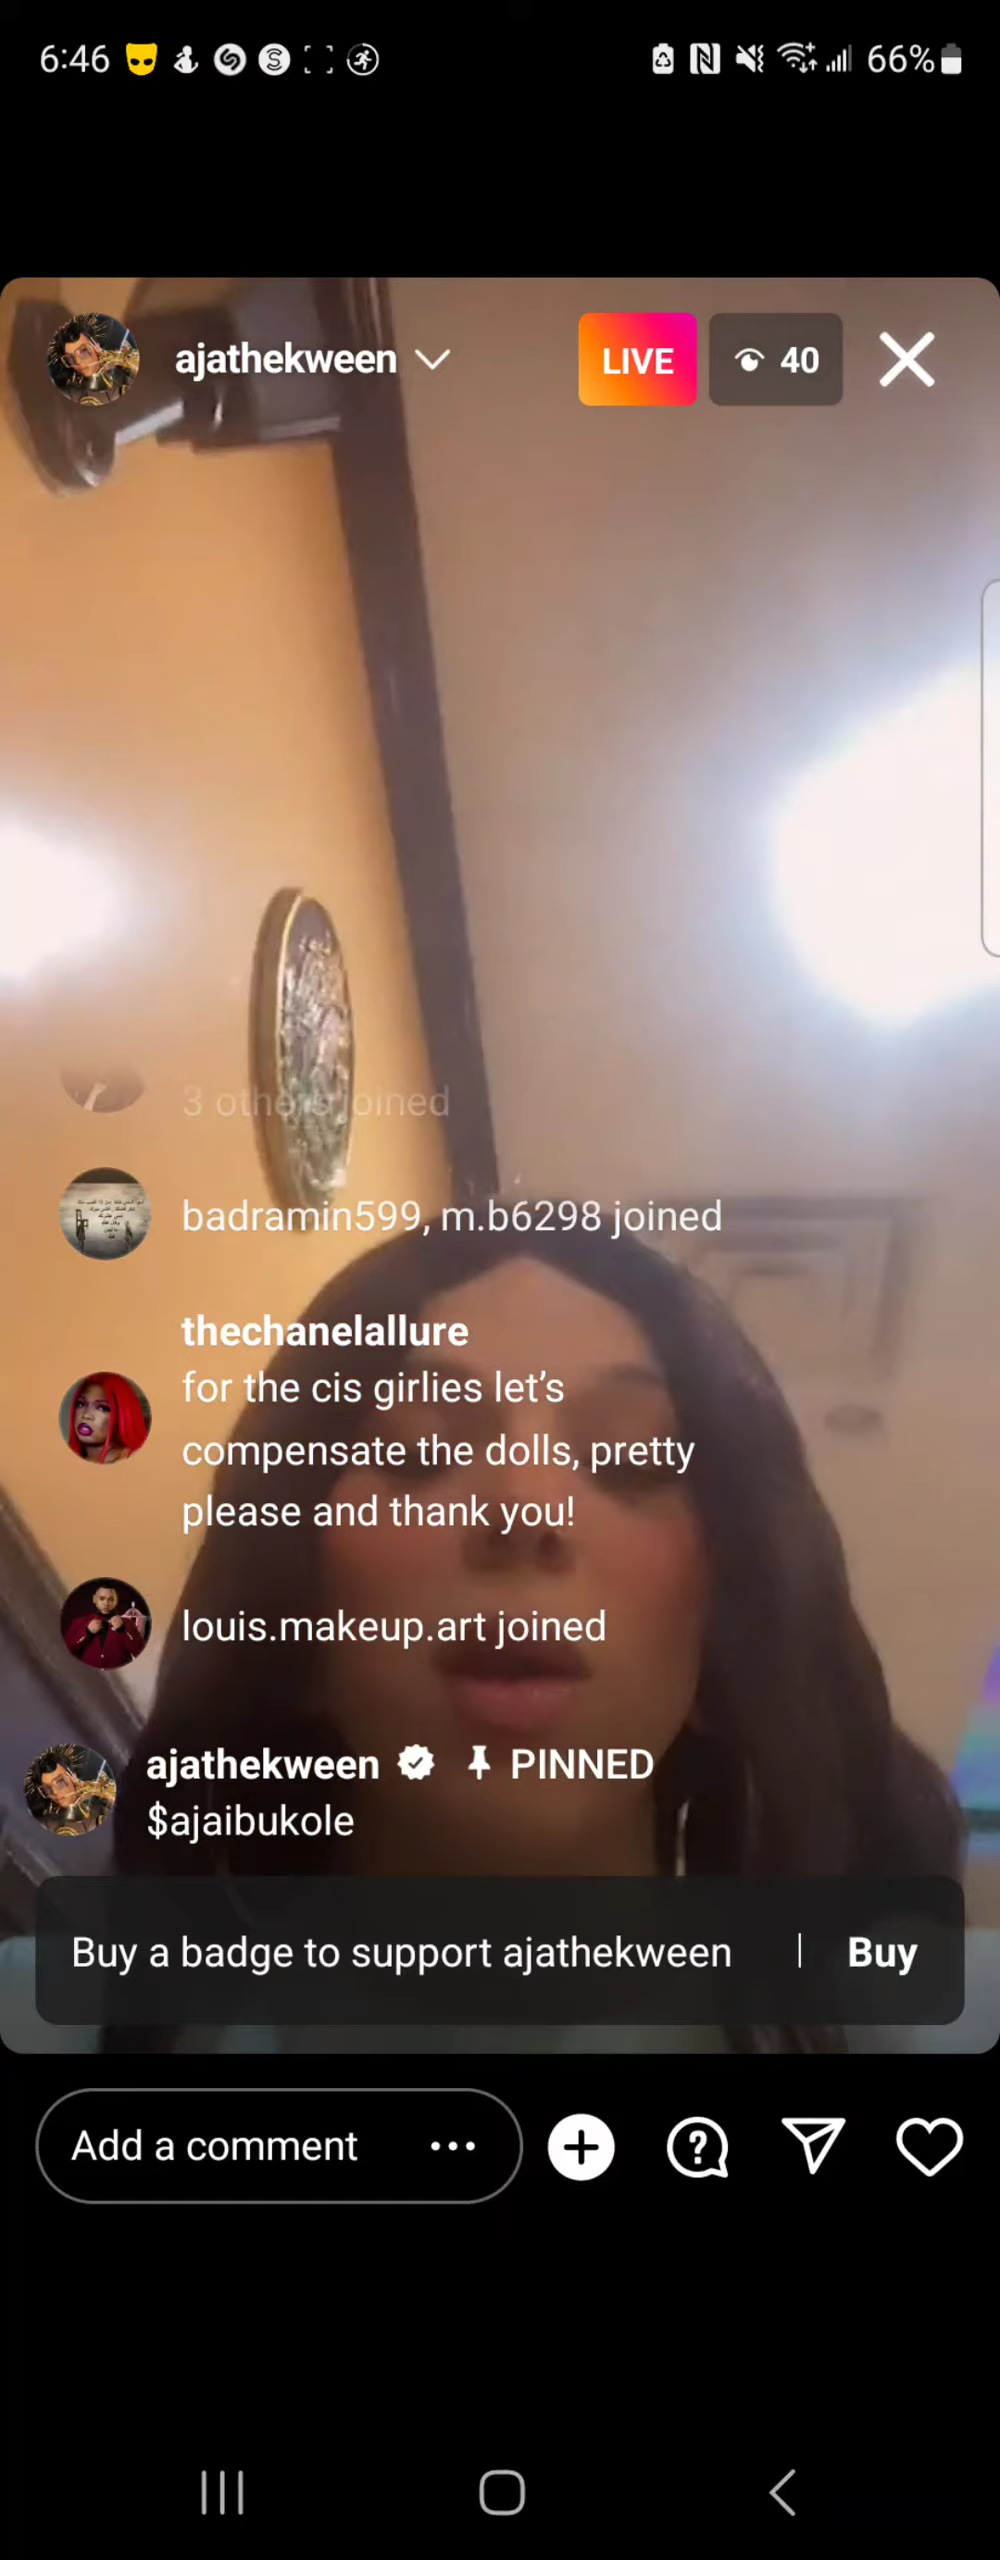 6:46
66%
ajathekween
LIVE
40
3 others joined
badramin599, m.b6298 joined
thechanelallure
for the cis girlies let's
compensate the dolls, pretty
please and thank you!
louis.makeup.art joined
ajathekween PINNED
$ajaibukole
Buy a badge to support ajathekween | Buy
Add a comment